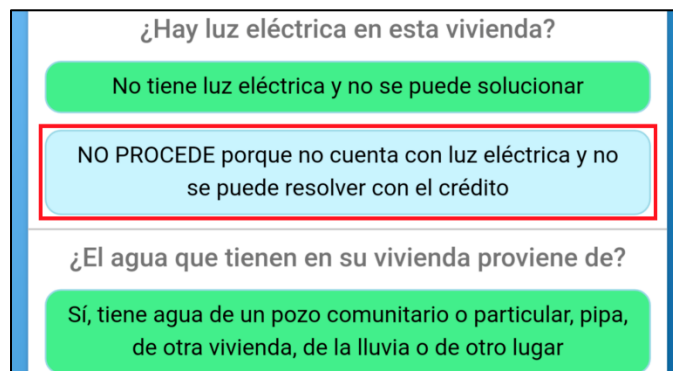 ¿Hay luz eléctrica en esta vivienda?
No tiene luz eléctrica y no se puede solucionar
NO PROCEDE porque no cuenta con luz eléctrica y no
se puede resolver con el crédito
¿El agua que tienen en su vivienda proviene de?
Sí, tiene agua de un pozo comunitario o particular, pipa,
de otra vivienda, de la lluvia o de otro lugar